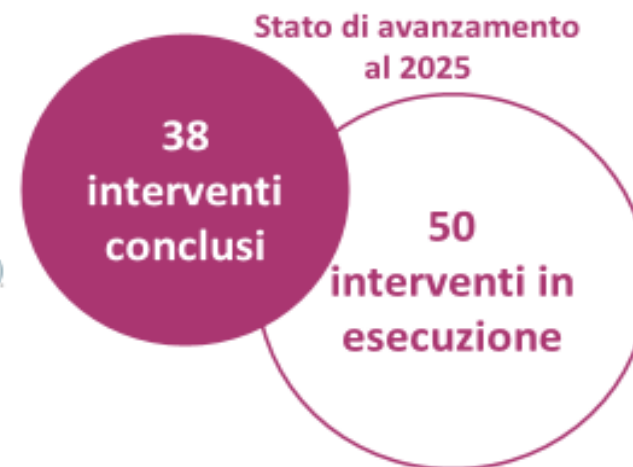 Stato di avanzamento
al 2025
38
interventi
conclusi
50
interventi in
esecuzione